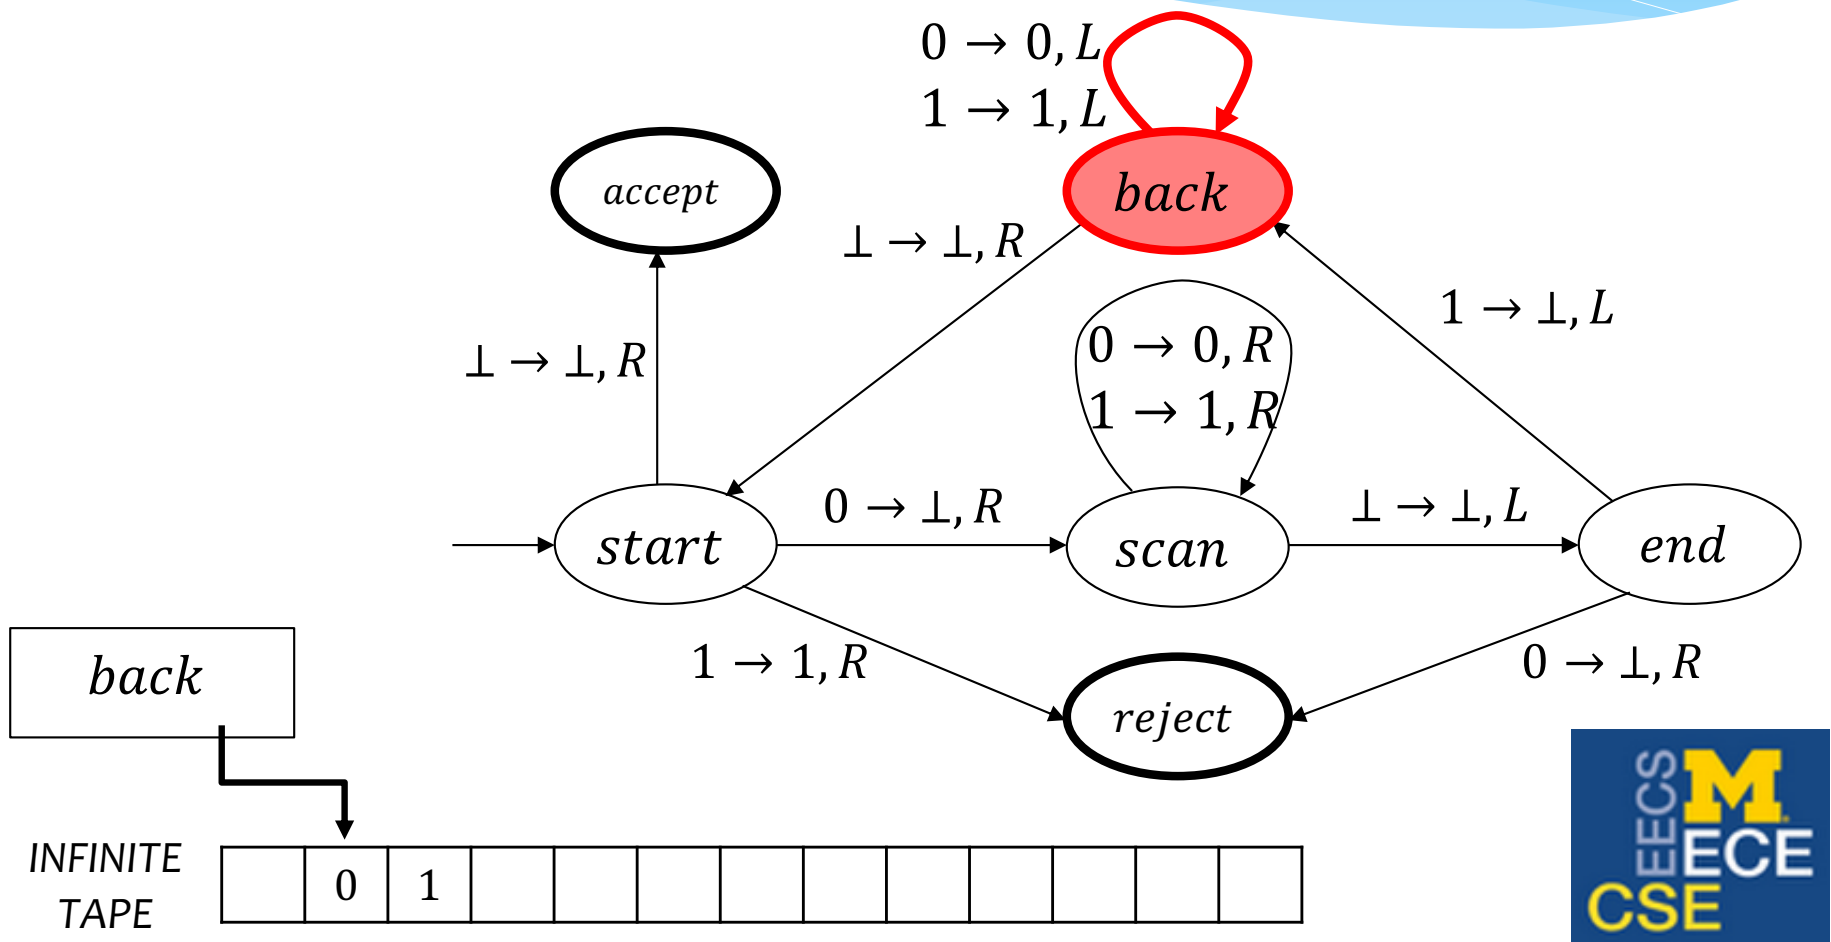 0 → 0, L
1 → 1, L
accept
back
⊥ → ⊥, R
1 → ⊥, L
0 → 0, R
1 → 1, R
⊥ → ⊥, R
0 → ⊥, R
⊥ → ⊥, L
start
scan
end
1 → 1, R
0 → ⊥, R
back
reject
INFINITE
TAPE
0 1
EECS
M
ECE
CSE